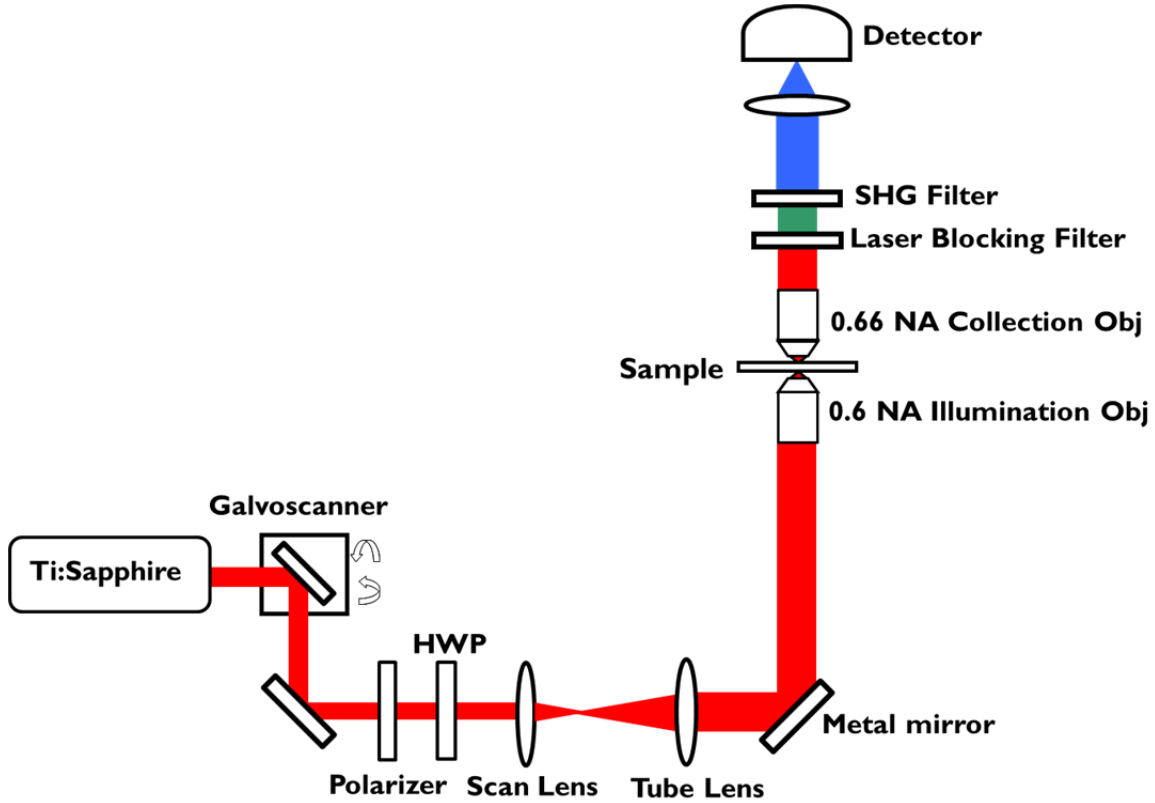 Detector
SHG Filter
Laser Blocking Filter
0.66 NA Collection Obj
Sample
0.6 NA Illumination Obj
Galvoscanner
Ti:Sapphire
HWP
Metal mirror
Polarizer
Scan Lens
Tube Lens